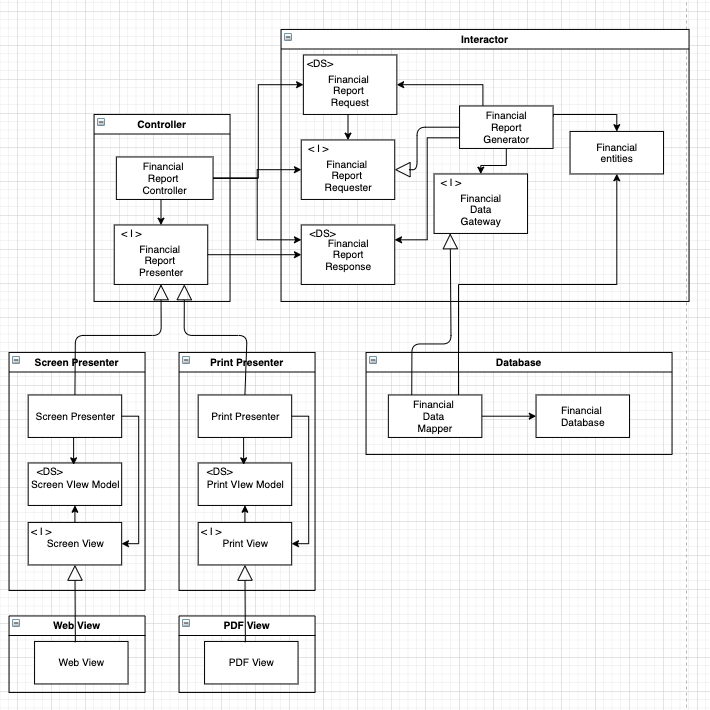 Interactor
<DS>
Financial
Report
Request
Financial
Report
Generator
Financial
entities
< I >
Financial
Report
Requester
< I >
Financial
Data
Gateway
<DS>
Financial
Report
Response
Controller
Financial
Report
Controller
< I >
Financial
Report
Presenter
Screen Presenter
Screen Presenter
<DS>
Screen VIew Model
< I >
Screen View
Print Presenter
Print Presenter
<DS>
Print VIew Model
< I >
Print View
Database
Financial
Data
Mapper
Financial
Database
Web View
Web View
PDF View
PDF View